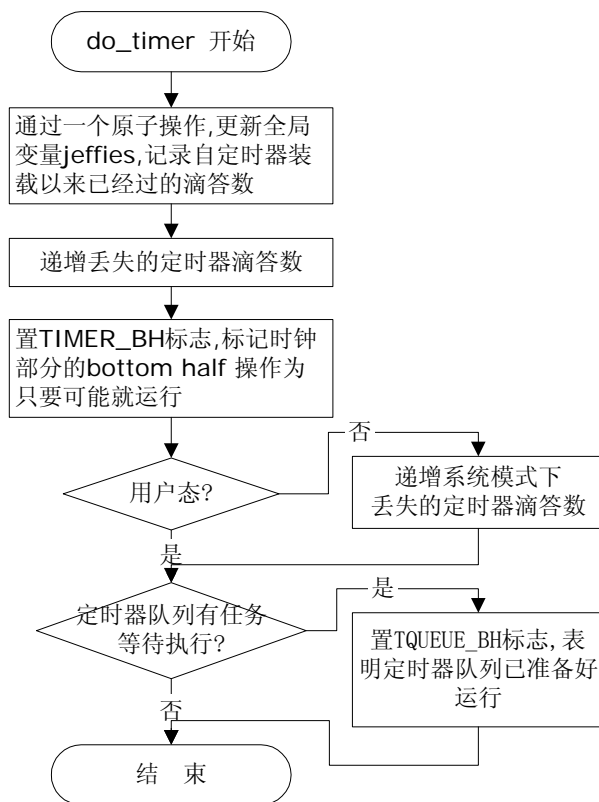 do_timer 开始
通过一个原子操作,更新全局
变量jeffies,记录自定时器装
载以来已经过的滴答数
递增丢失的定时器滴答数
置TIMER_BH标志,标记时钟
部分的bottom half 操作为
只要可能就运行
用户态?
否
递增系统模式下
丢失的定时器滴答数
是
定时器队列有任务
等待执行?
是
置TQUEUE_BH标志,表
明定时器队列已准备好
运行
否
结 束